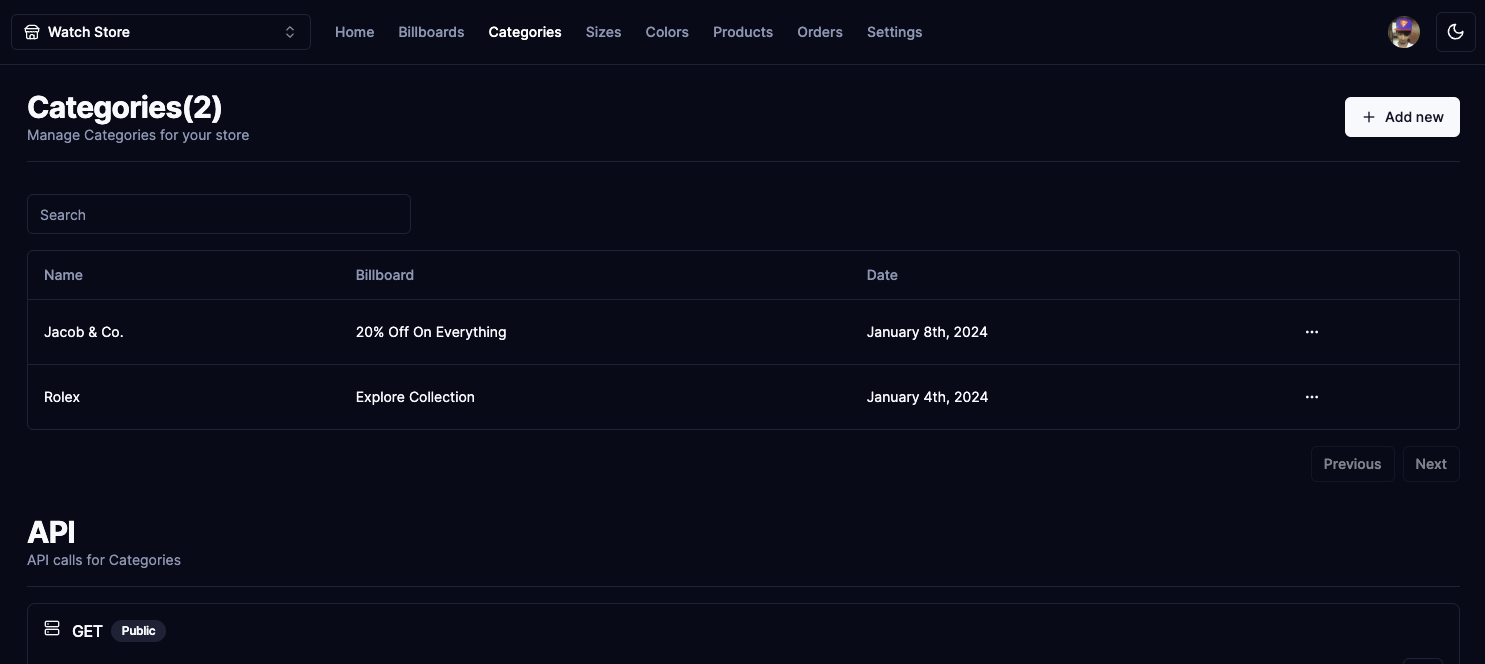 Watch Store Home Billboards Categories Sizes Colors Products Orders Settings
Categories(2)
Manage Categories for your store
+ Add new
Search
Name Billboard Date
Jacob & Co. 20% Off On Everything January 8th, 2024 ···
Rolex Explore Collection January 4th, 2024 ···
Previous Next
API
API calls for Categories
GET Public